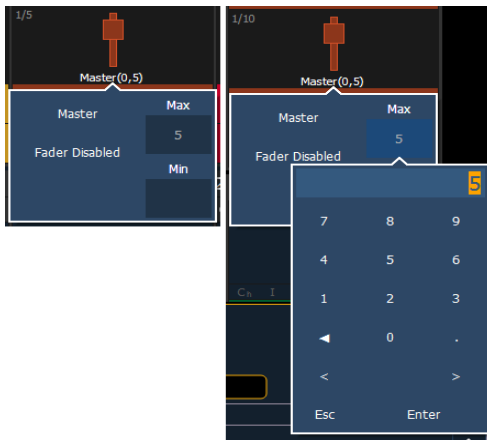 1/5
Master(0,5)
Master
Max
5
Fader Disabled
Min
1/10
Master(0,5)
Master
Max
5
Fader Disabled
5
7 8 9
4 5 6
1 2 3
◄ 0 .
< >
Esc Enter
Ch I